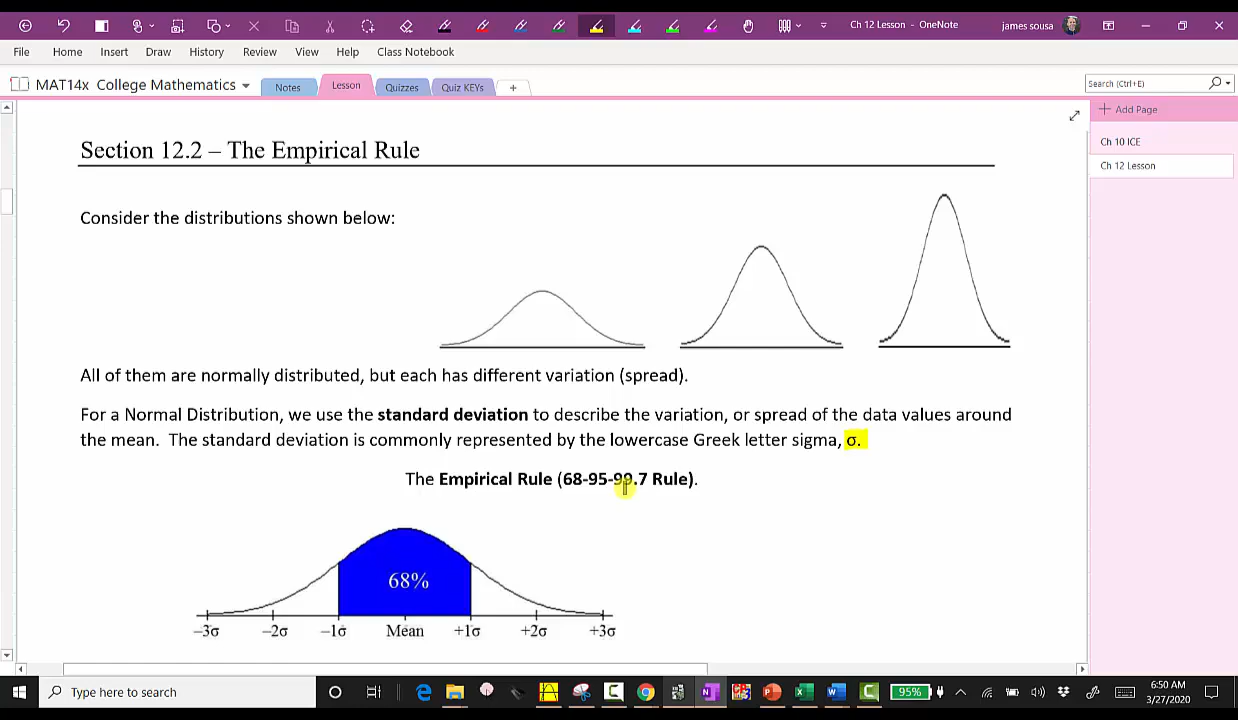 Ch 12 Lesson - OneNote
james sousa
File Home Insert Draw History Review View Help Class Notebook
MAT14x College Mathematics
Notes Lesson Quizzes Quiz KEYs +
Search (Ctrl+E)
Add Page
Ch 10 ICE
Ch 12 Lesson
Section 12.2 – The Empirical Rule
Consider the distributions shown below:
All of them are normally distributed, but each has different variation (spread).
For a Normal Distribution, we use the standard deviation to describe the variation, or spread of the data values around
the mean. The standard deviation is commonly represented by the lowercase Greek letter sigma, σ.
The Empirical Rule (68-95-99.7 Rule).
68%
–3σ –2σ –1σ Mean +1σ +2σ +3σ
Type here to search
95%
6:50 AM
3/27/2020